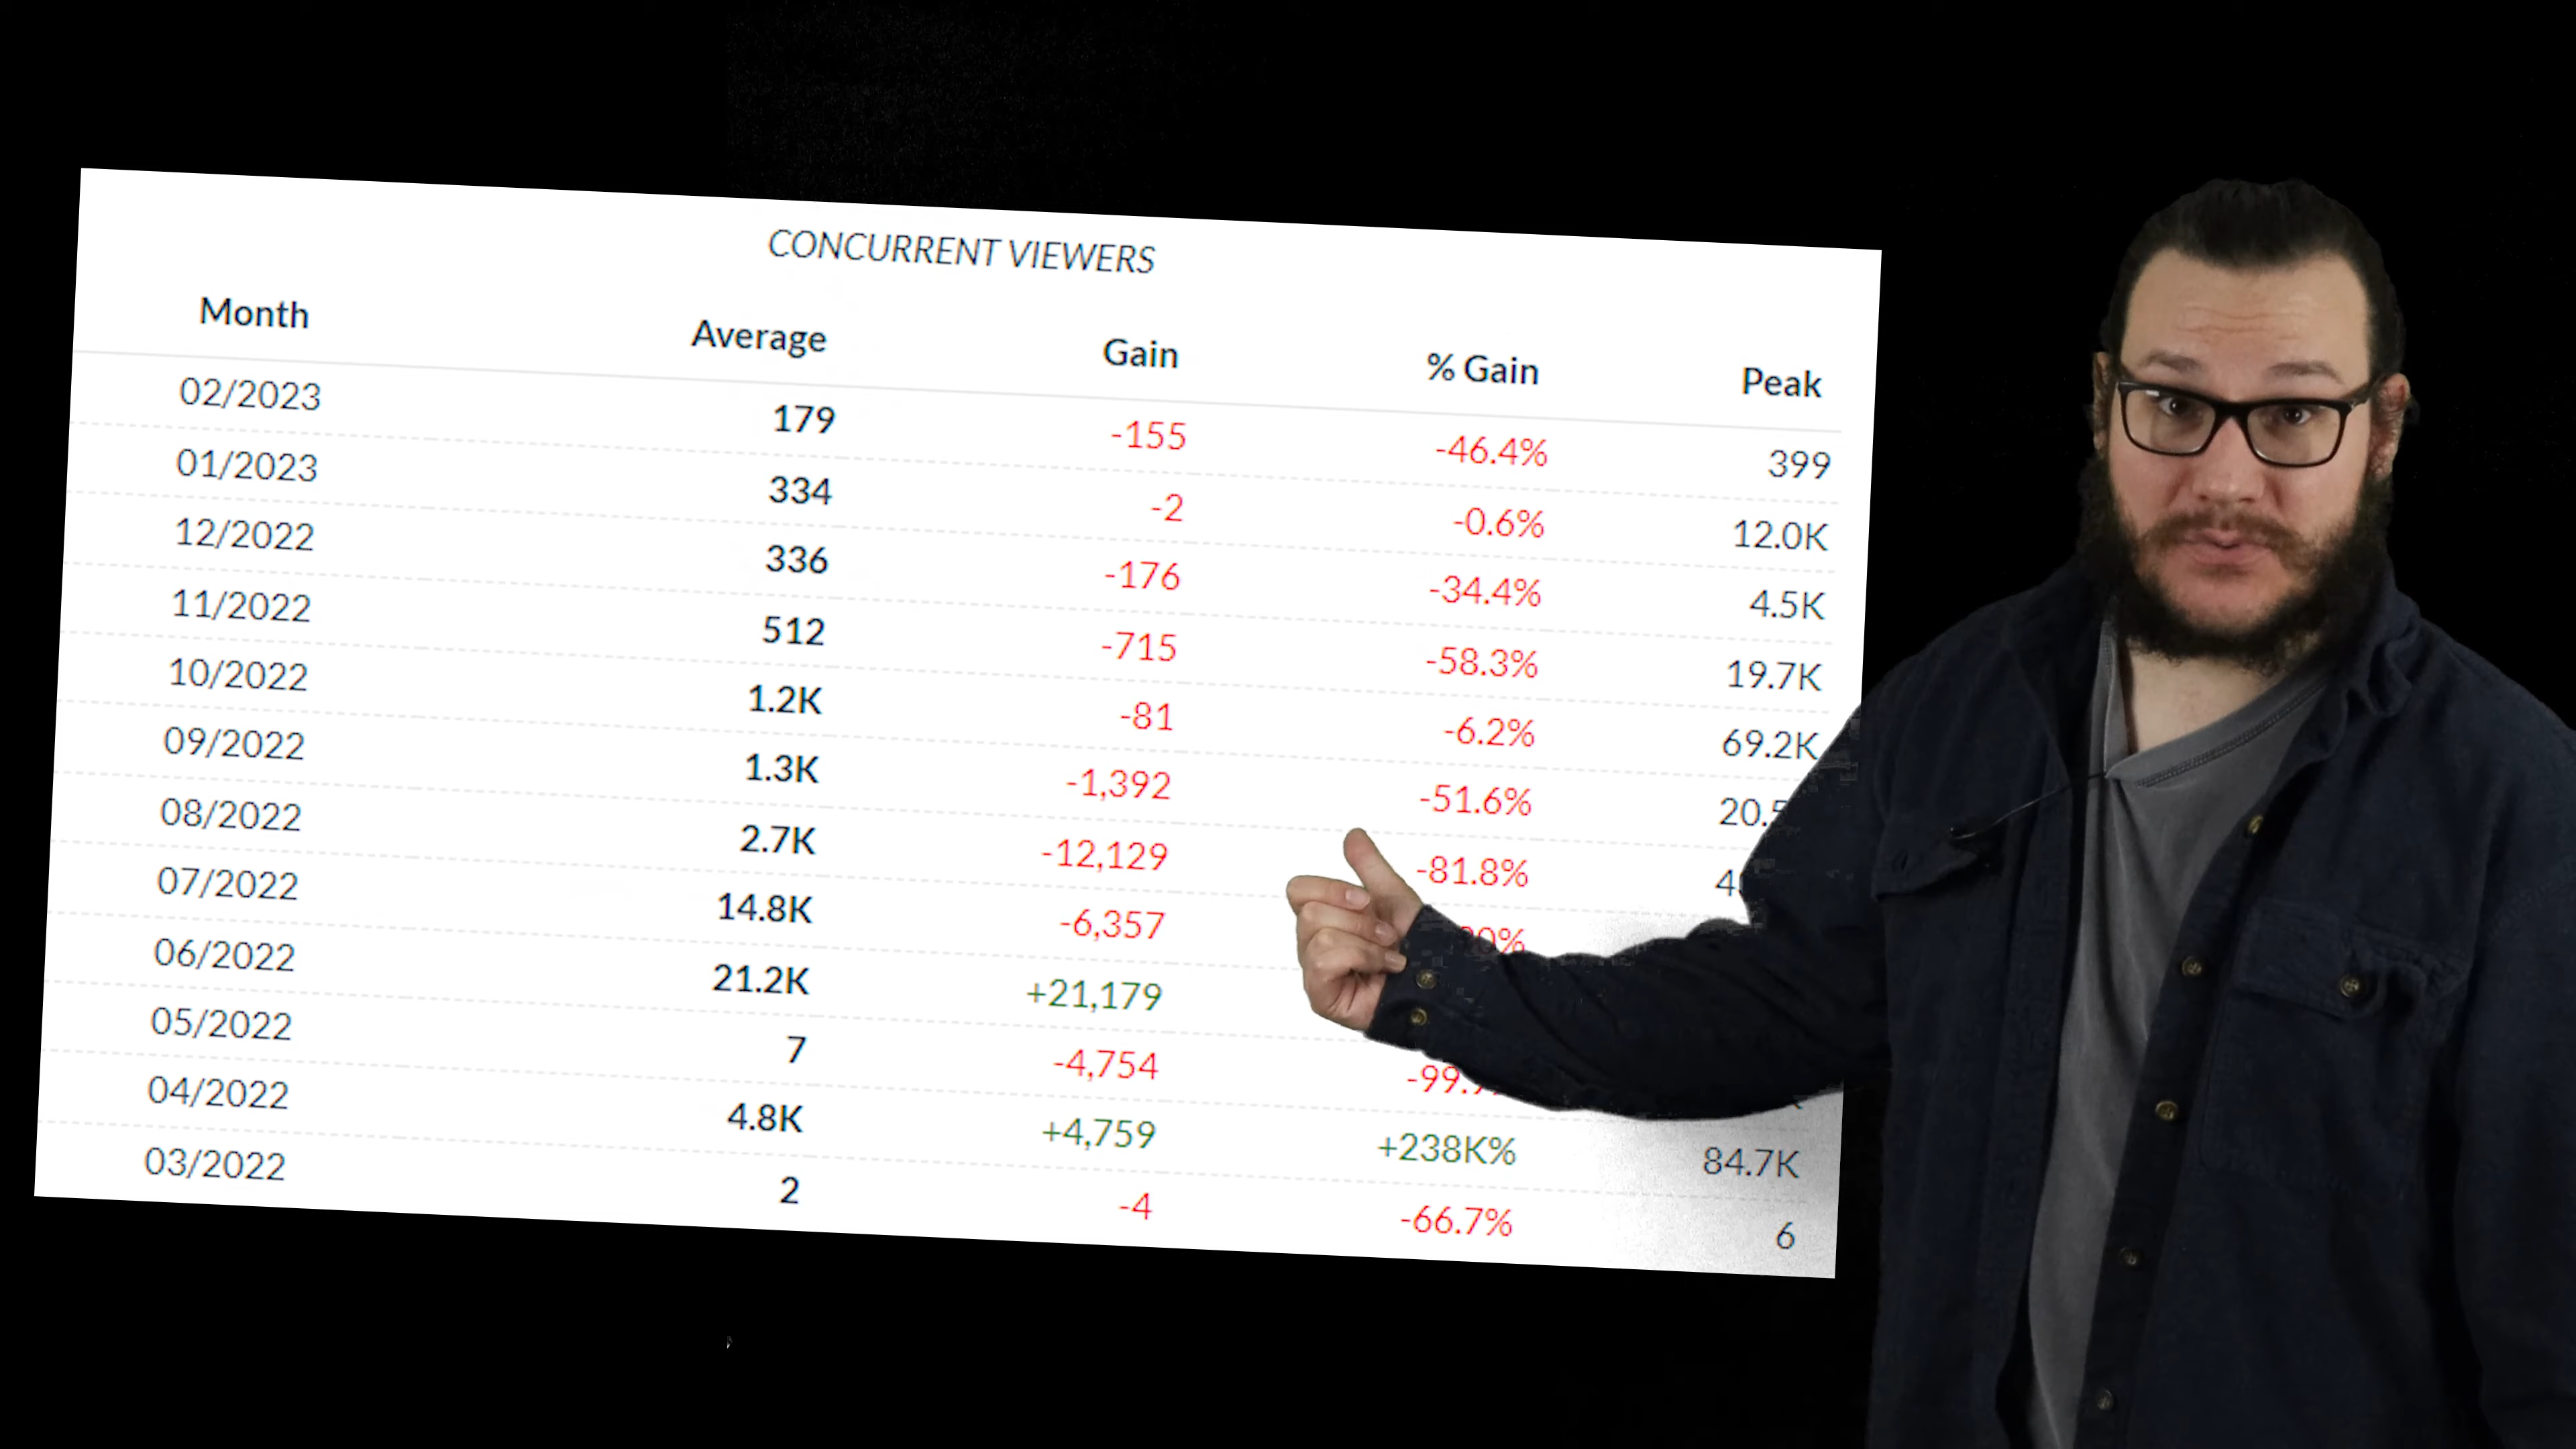 CONCURRENT VIEWERS
Month Average Gain % Gain Peak
02/2023 179 -155 -46.4% 399
01/2023 334 -2 -0.6% 12.0K
12/2022 336 -176 -34.4% 4.5K
11/2022 512 -715 -58.3% 19.7K
10/2022 1.2K -81 -6.2% 69.2K
09/2022 1.3K -1,392 -51.6%
08/2022 2.7K -12,129 -81.8%
07/2022 14.8K -6,357
06/2022 21.2K +21,179
05/2022 7 -4,754
04/2022 4.8K +4,759 +238K% 84.7K
03/2022 2 -4 -66.7% 6